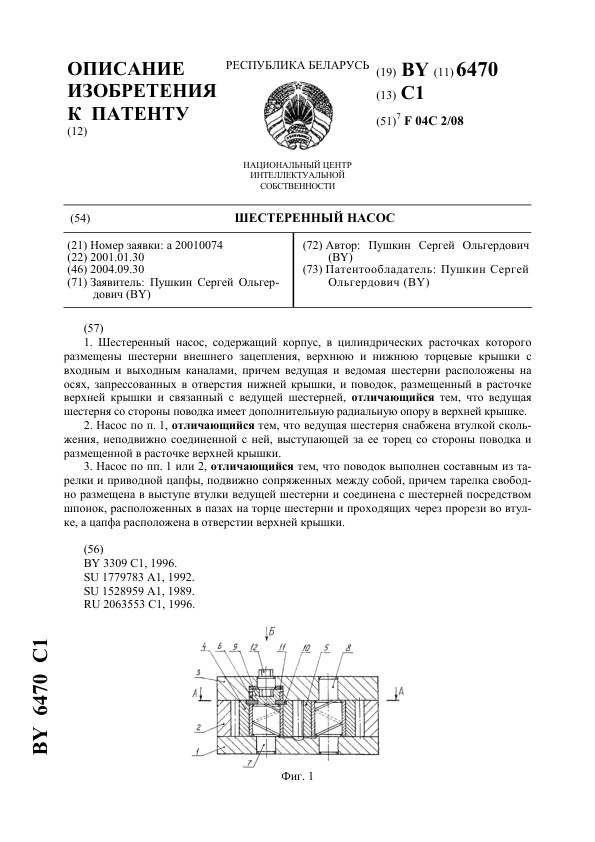 ОПИСАНИЕ
ИЗОБРЕТЕНИЯ
К ПАТЕНТУ
(12)
РЕСПУБЛИКА БЕЛАРУСЬ
НАЦИОНАЛЬНЫЙ ЦЕНТР
ИНТЕЛЛЕКТУАЛЬНОЙ
СОБСТВЕННОСТИ
(19) BY (11) 6470
(13) C1
(51)7 F 04C 2/08
(54) ШЕСТЕРЕННЫЙ НАСОС
(21) Номер заявки: a 20010074
(22) 2001.01.30
(46) 2004.09.30
(71) Заявитель: Пушкин Сергей Ольгер-
дович (BY)
(72) Автор: Пушкин Сергей Ольгердович
(BY)
(73) Патентообладатель: Пушкин Сергей
Ольгердович (BY)
(57)
1. Шестеренный насос, содержащий корпус, в цилиндрических расточках которого
размещены шестерни внешнего зацепления, верхнюю и нижнюю торцевые крышки с
входным и выходным каналами, причем ведущая и ведомая шестерни расположены на
осях, запрессованных в отверстия нижней крышки, и поводок, размещенный в расточке
верхней крышки и связанный с ведущей шестерней, отличающийся тем, что ведущая
шестерня со стороны поводка имеет дополнительную радиальную опору в верхней крышке.
2. Насос по п. 1, отличающийся тем, что ведущая шестерня снабжена втулкой сколь-
жения, неподвижно соединенной с ней, выступающей за ее торец со стороны поводка и
размещенной в расточке верхней крышки.
3. Насос по пп. 1 или 2, отличающийся тем, что поводок выполнен составным из та-
релки и приводной цапфы, подвижно сопряженных между собой, причем тарелка свобод-
но размещена в выступе втулки ведущей шестерни и соединена с шестерней посредством
шпонок, расположенных в пазах на торце шестерни и проходящих через прорези во втул-
ке, а цапфа расположена в отверстии верхней крышки.
(56)
BY 3309 C1, 1996.
SU 1779783 A1, 1992.
SU 1528959 A1, 1989.
RU 2063553 C1, 1996.
BY 6470 C1
Б
4 6 9 12 11 10 5 8
3
А А
2
1
7
Фиг. 1